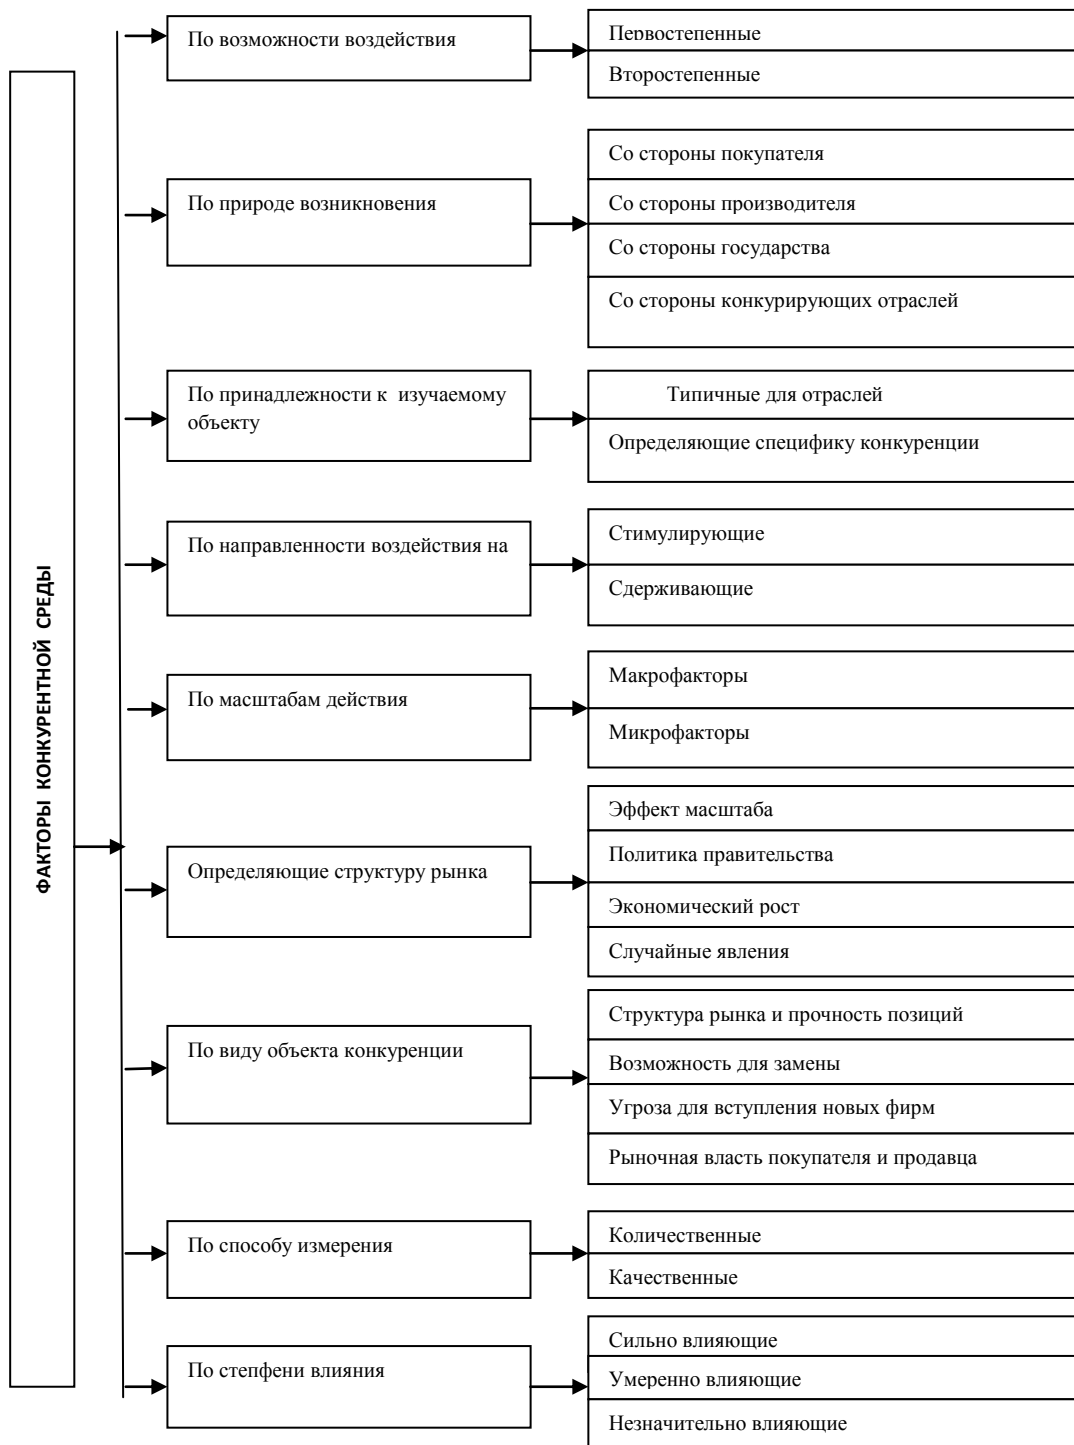 ФАКТОРЫ КОНКУРЕНТНОЙ СРЕДЫ
По возможности воздействия
Первостепенные
Второстепенные
По природе возникновения
Со стороны покупателя
Со стороны производителя
Со стороны государства
Со стороны конкурирующих отраслей
По принадлежности к изучаемому
объекту
Типичные для отраслей
Определяющие специфику конкуренции
По направленности воздействия на
Стимулирующие
Сдерживающие
По масштабам действия
Макрофакторы
Микрофакторы
Определяющие структуру рынка
Эффект масштаба
Политика правительства
Экономический рост
Случайные явления
По виду объекта конкуренции
Структура рынка и прочность позиций
Возможность для замены
Угроза для вступления новых фирм
Рыночная власть покупателя и продавца
По способу измерения
Количественные
Качественные
По степфени влияния
Сильно влияющие
Умеренно влияющие
Незначительно влияющие